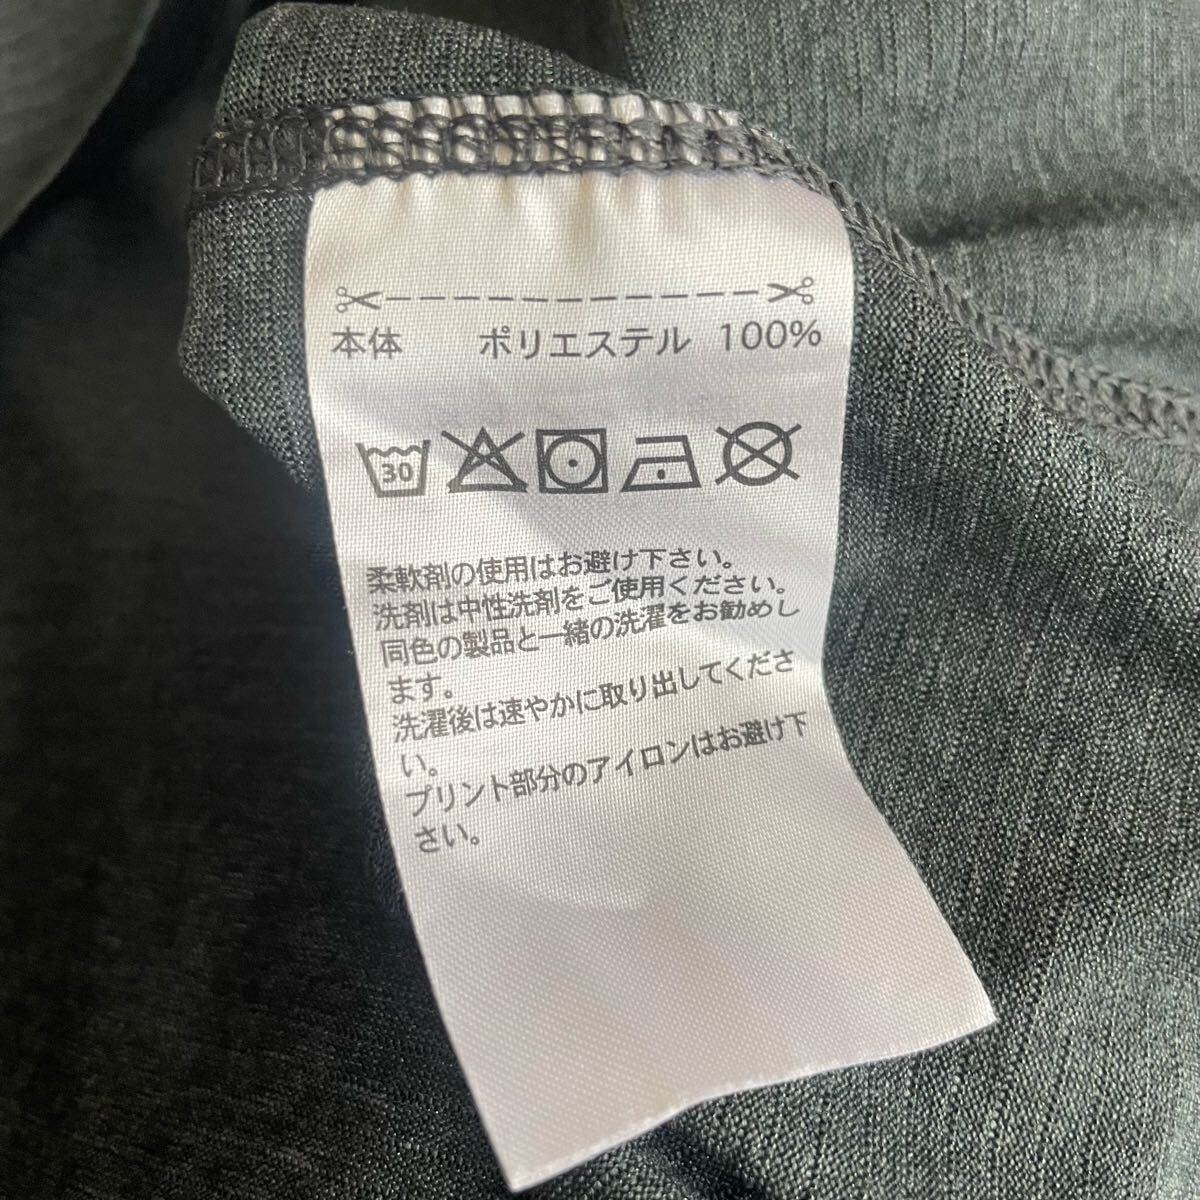 本体 ポリエステル 100%
30
柔軟剤の使用はお避け下さい。
洗剤は中性洗剤をご使用ください。
同色の製品と一緒の洗濯をお勧めし
ます。
洗濯後は速やかに取り出してくださ
い。
プリント部分のアイロンはお避け下
さい。